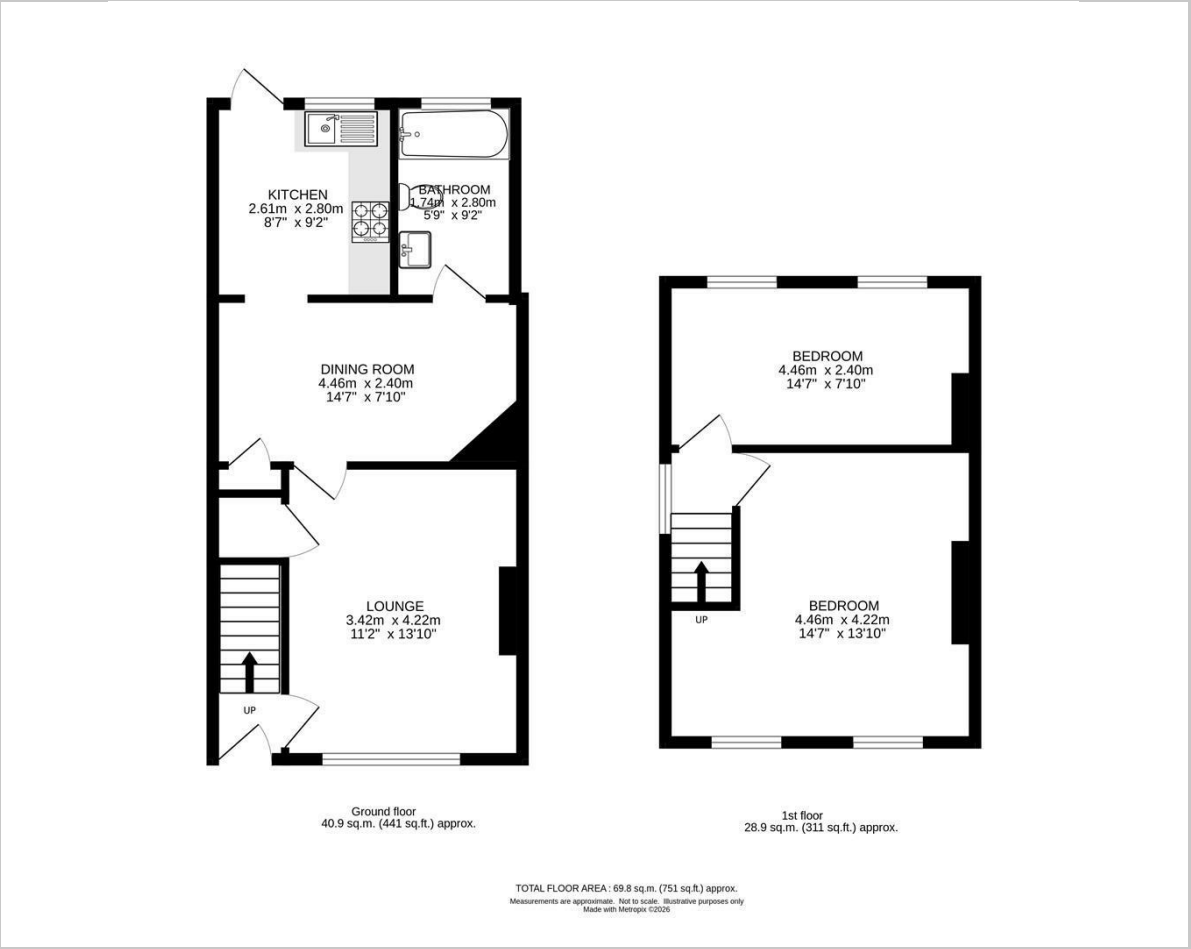 KITCHEN
2.61m x 2.80m
8'7" x 9'2"
BATHROOM
1.74m x 2.80m
5'9" x 9'2"
DINING ROOM
4.46m x 2.40m
14'7" x 7'10"
LOUNGE
3.42m x 4.22m
11'2" x 13'10"
UP
Ground floor
40.9 sq.m. (441 sq.ft.) approx.
BEDROOM
4.46m x 2.40m
14'7" x 7'10"
BEDROOM
4.46m x 4.22m
14'7" x 13'10"
UP
1st floor
28.9 sq.m. (311 sq.ft.) approx.
TOTAL FLOOR AREA : 69.8 sq.m. (751 sq.ft.) approx.
Measurements are approximate. Not to scale. Illustrative purposes only
Made with Metropix ©2026